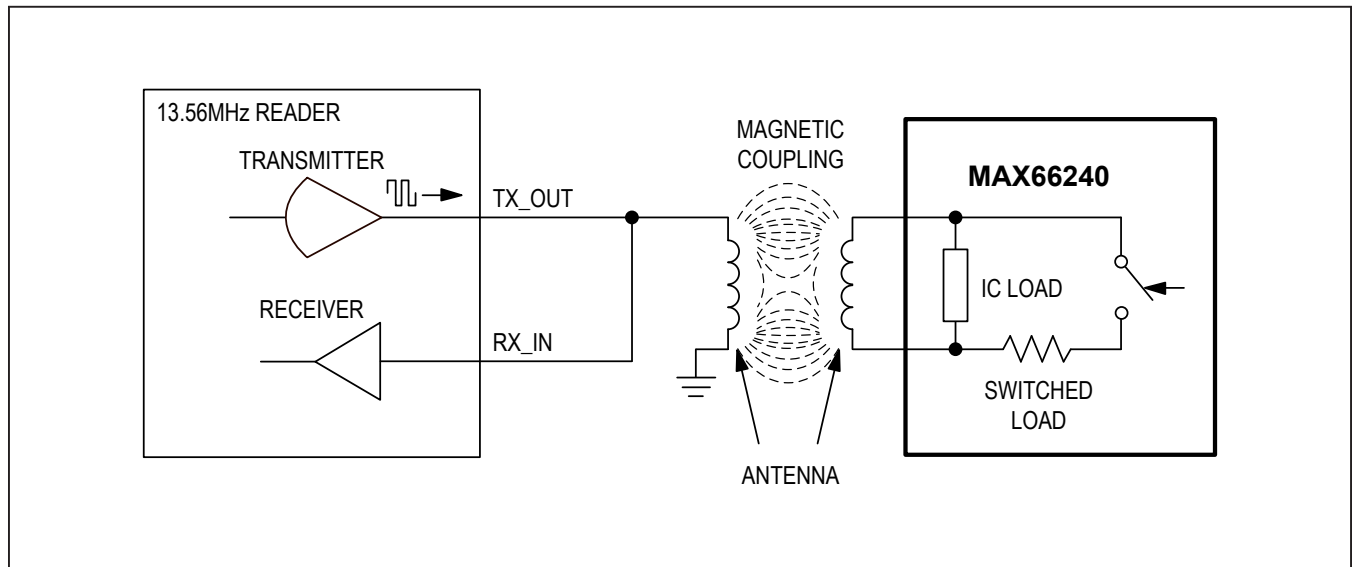 13.56MHz READER
TRANSMITTER
TX_OUT
RECEIVER
RX_IN
MAGNETIC
COUPLING
ANTENNA
MAX66240
IC LOAD
SWITCHED
LOAD